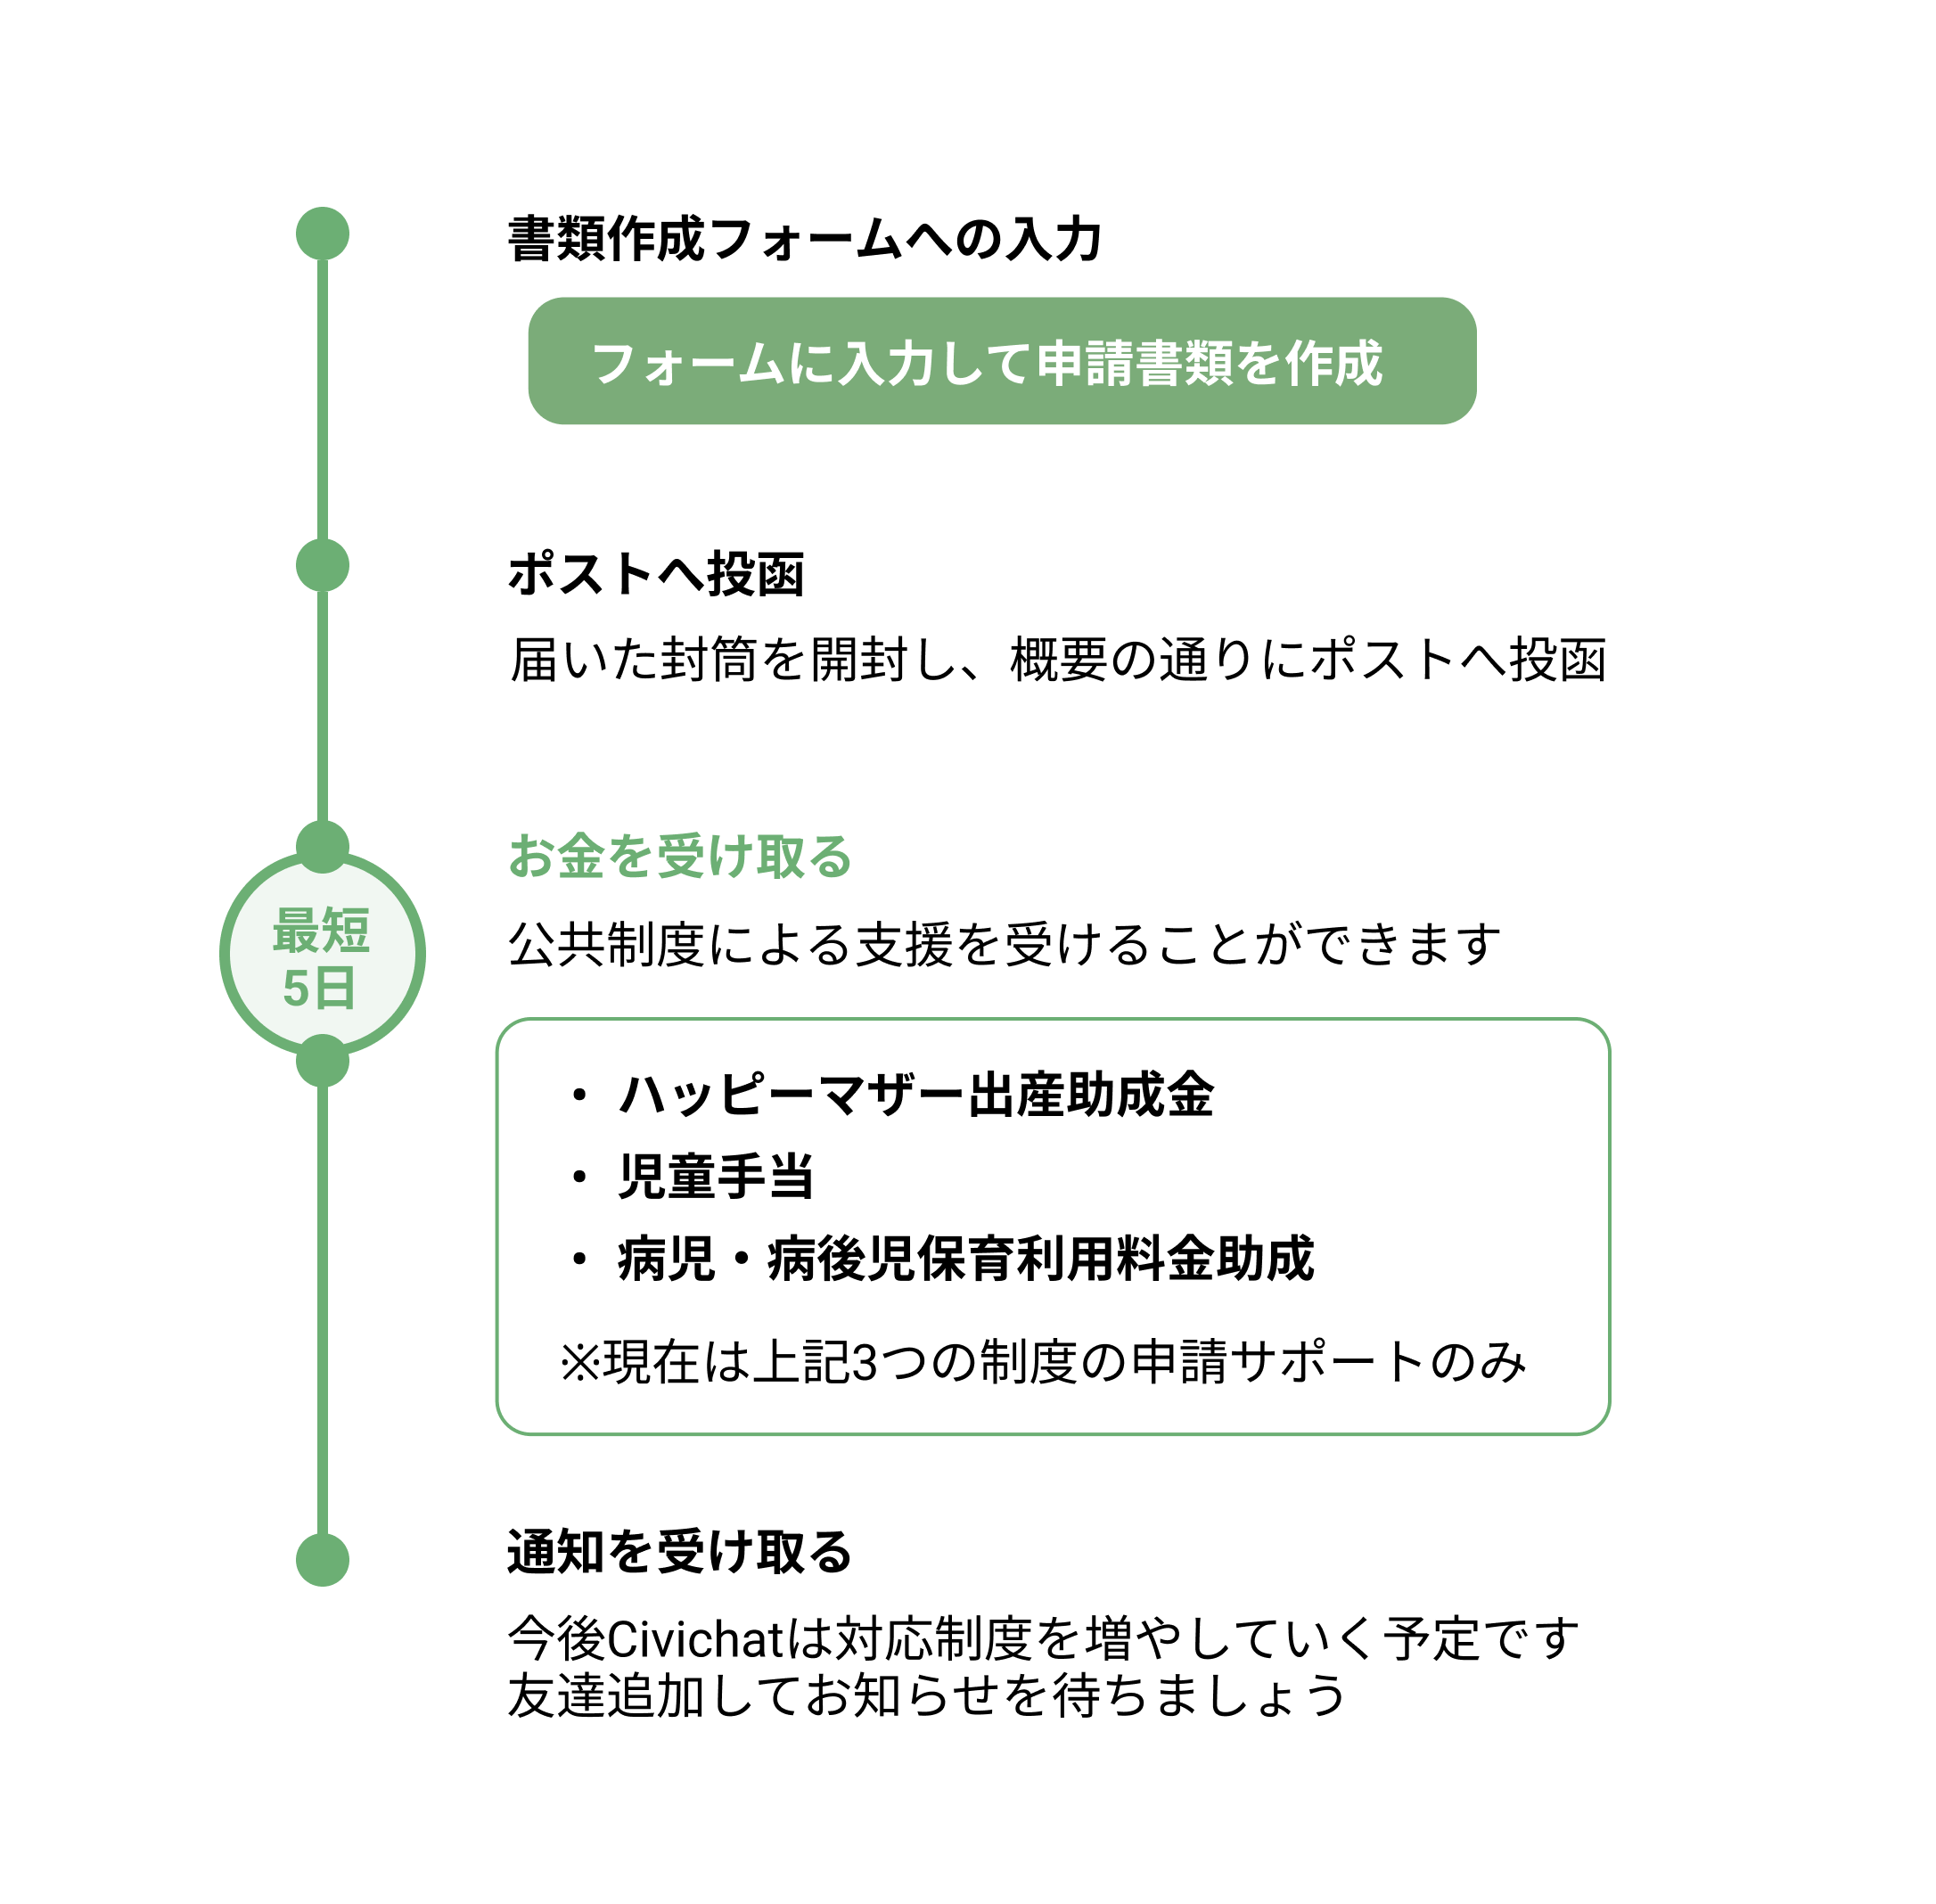 書類作成フォームへの入力
フォームに入力して申請書類を作成
ポストへ投函
届いた封筒を開封し、概要の通りにポストへ投函
お金を受け取る
公共制度による支援を受けることができます
最短
5日
・ハッピーマザー出産助成金
・児童手当
・病児・病後児保育利用料金助成
※現在は上記3つの制度の申請サポートのみ
通知を受け取る
今後Civichatは対応制度を増やしていく予定です
友達追加してお知らせを待ちましょう